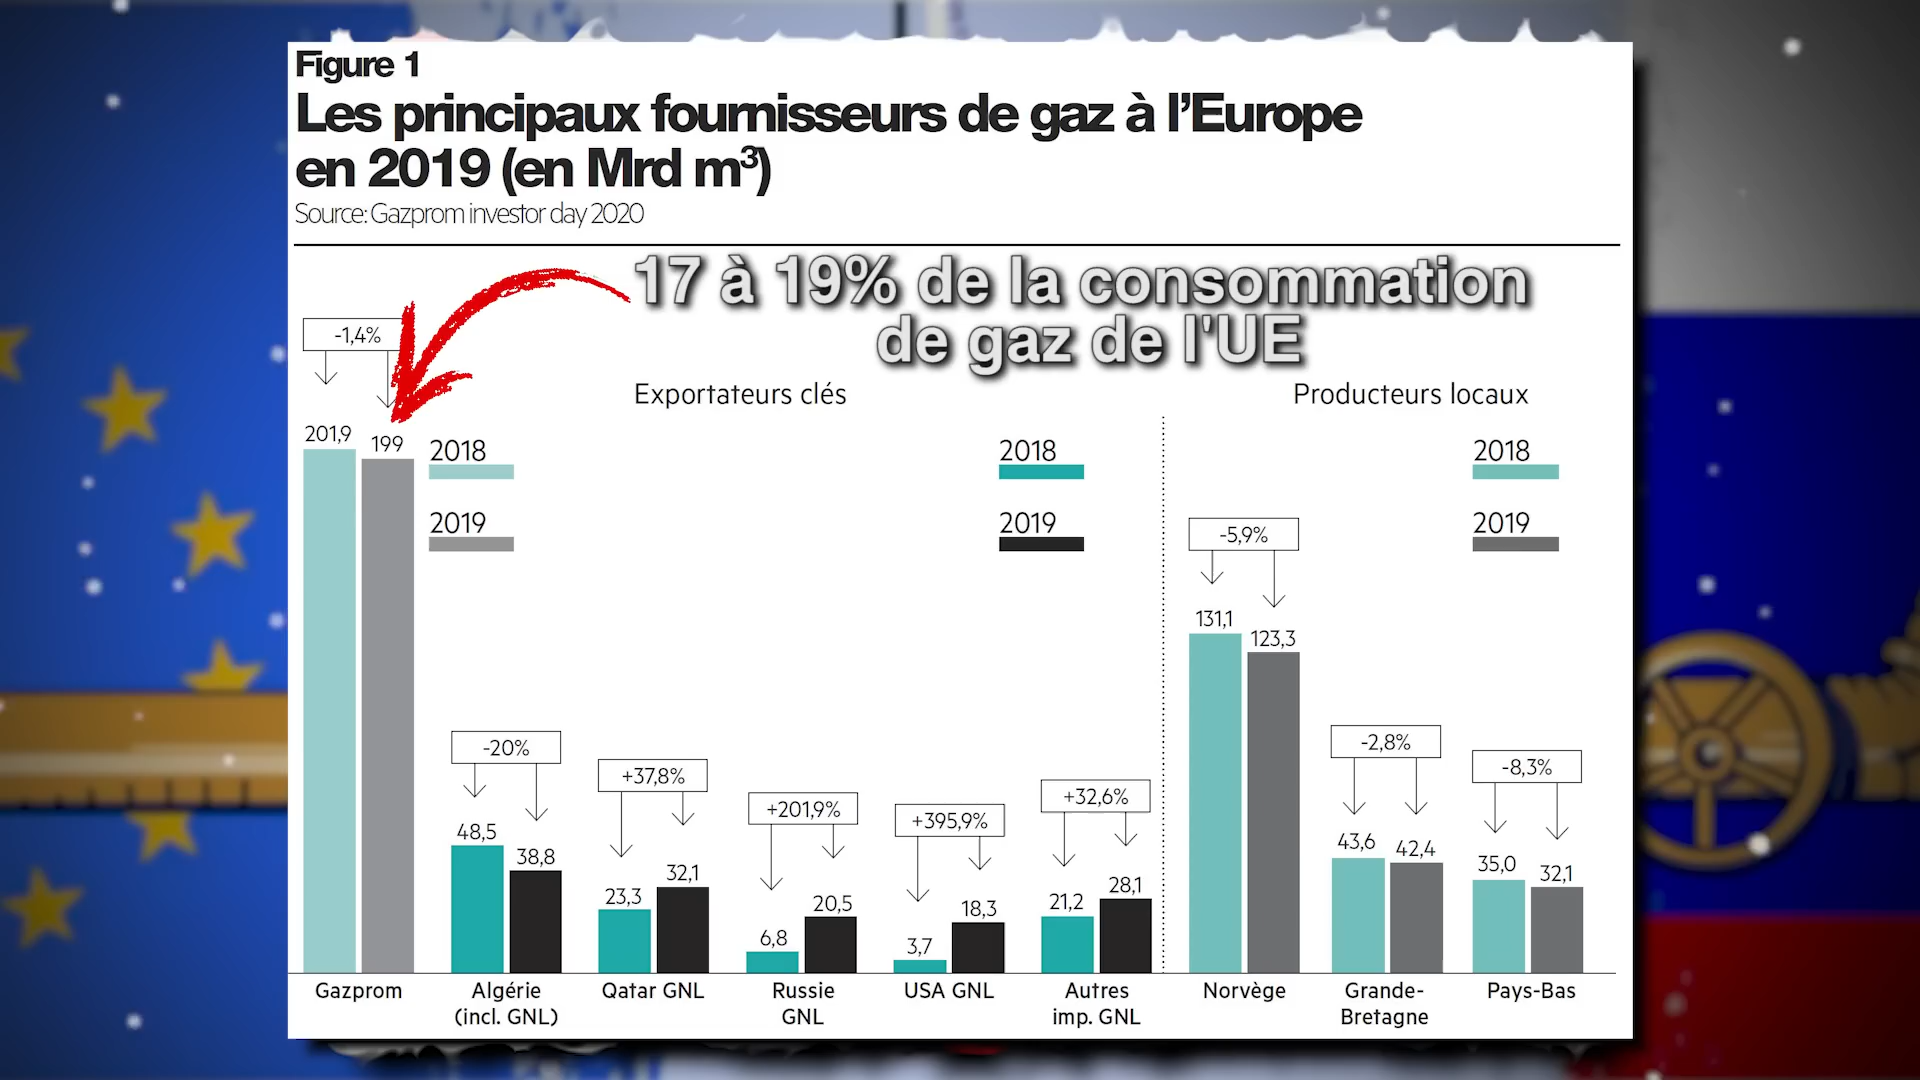 Figure 1
Les principaux fournisseurs de gaz à l’Europe
en 2019 (en Mrd m³)
Source: Gazprom investor day 2020
17 à 19% de la consommation
de gaz de l'UE
-1,4%
Exportateurs clés
Producteurs locaux
201,9
199
2018
2019
2018
2019
2018
2019
-5,9%
131,1
123,3
-20%
48,5
38,8
+37,8%
23,3
32,1
+201,9%
6,8
20,5
+395,9%
3,7
18,3
+32,6%
21,2
28,1
-2,8%
43,6
42,4
-8,3%
35,0
32,1
Gazprom
Algérie
(incl. GNL)
Qatar GNL
Russie
GNL
USA GNL
Autres
imp. GNL
Norvège
Grande-
Bretagne
Pays-Bas